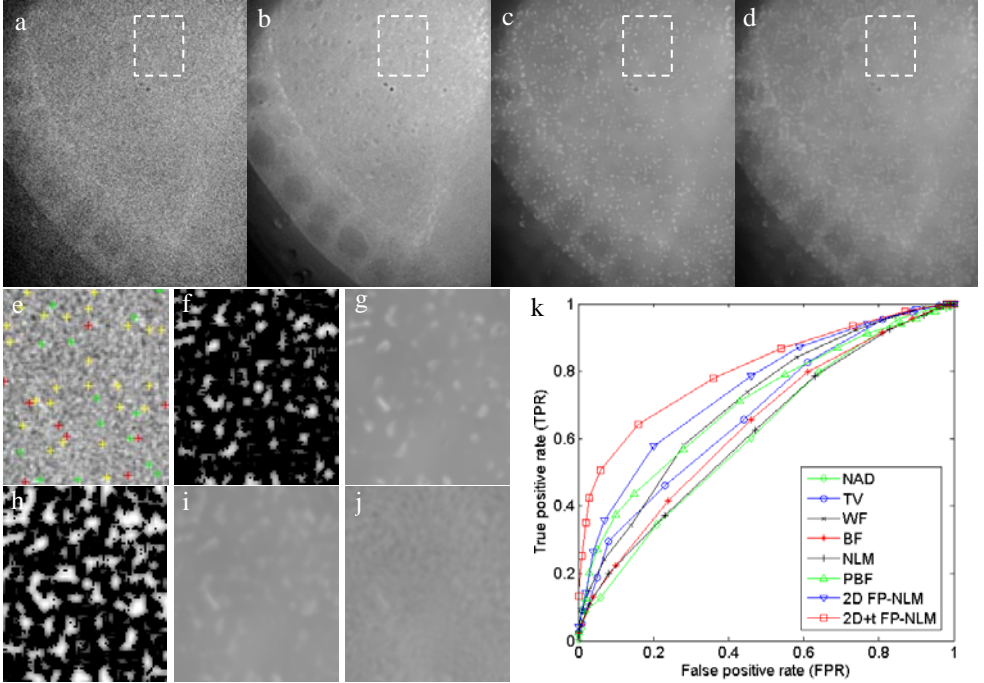 a
b
c
d
e
f
g
h
i
j
k
1
0.8
0.6
0.4
0.2
0
True positive rate (TPR)
0
0.2
0.4
0.6
0.8
1
False positive rate (FPR)
NAD
TV
WF
BF
NLM
PBF
2D FP-NLM
2D+t FP-NLM